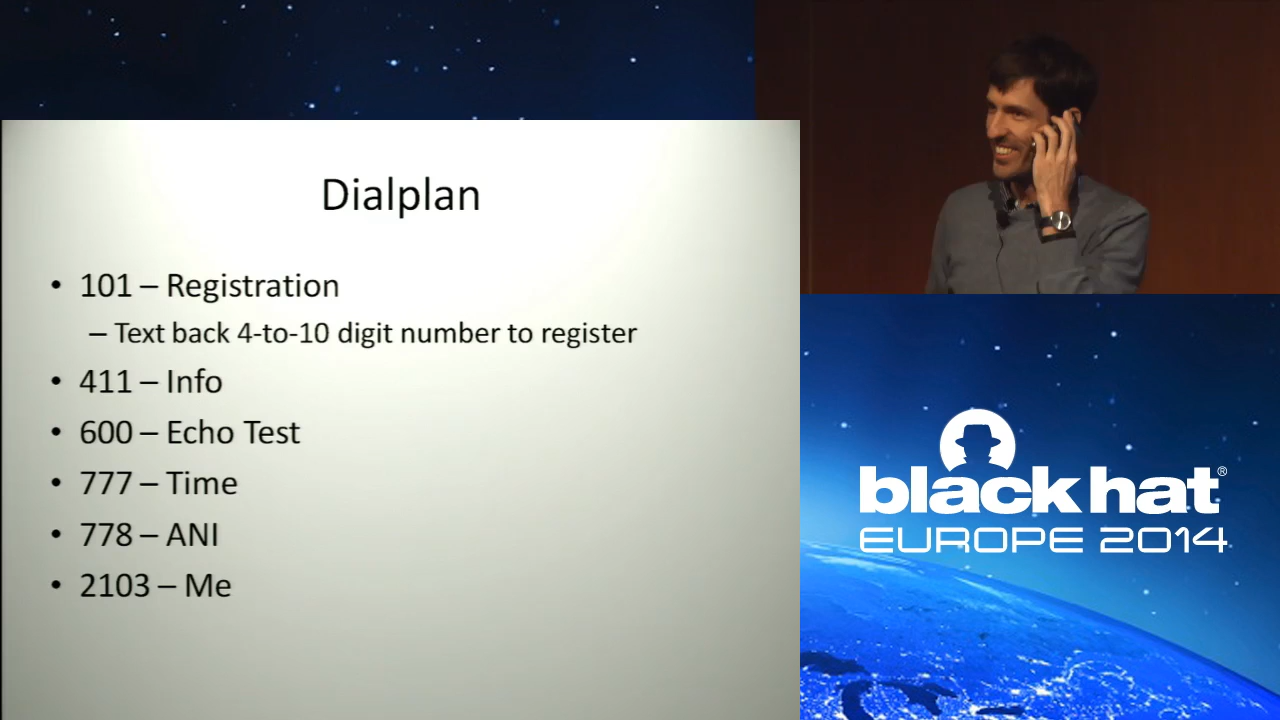 Dialplan
• 101 – Registration
– Text back 4-to-10 digit number to register
• 411 – Info
• 600 – Echo Test
• 777 – Time
• 778 – ANI
• 2103 – Me
black hat®
EUROPE 2014